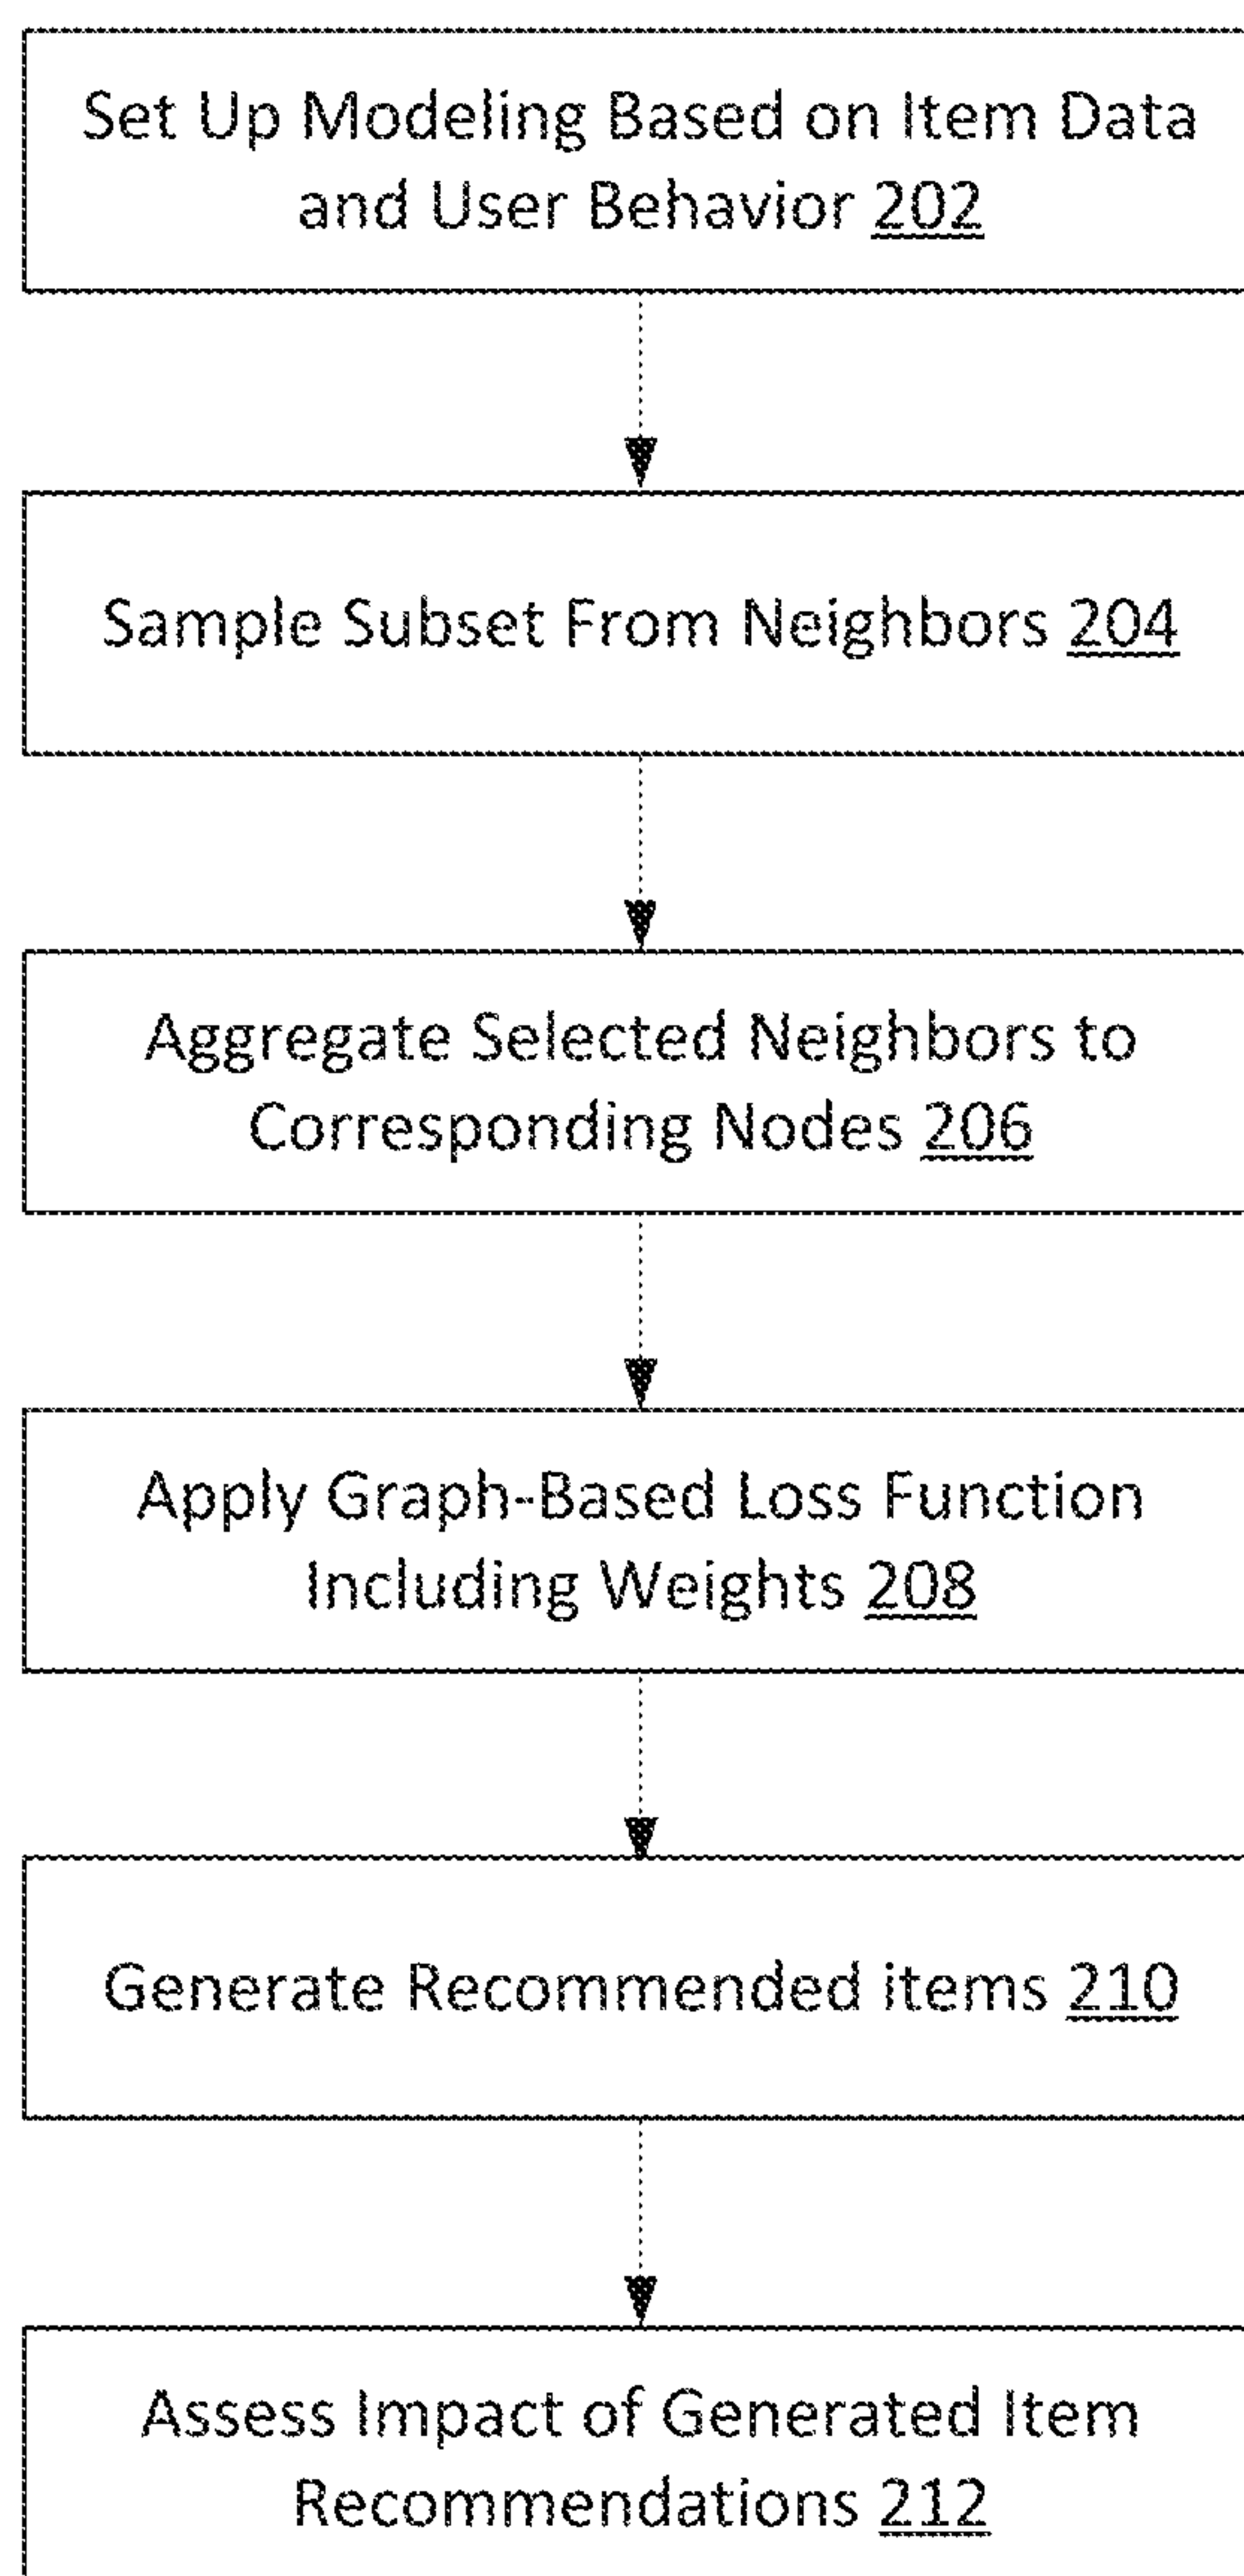 Set Up Modeling Based on Item Data
and User Behavior 202
Sample Subset From Neighbors 204
Aggregate Selected Neighbors to
Corresponding Nodes 206
Apply Graph-Based Loss Function
Including Weights 208
Generate Recommended items 210
Assess Impact of Generated Item
Recommendations 212